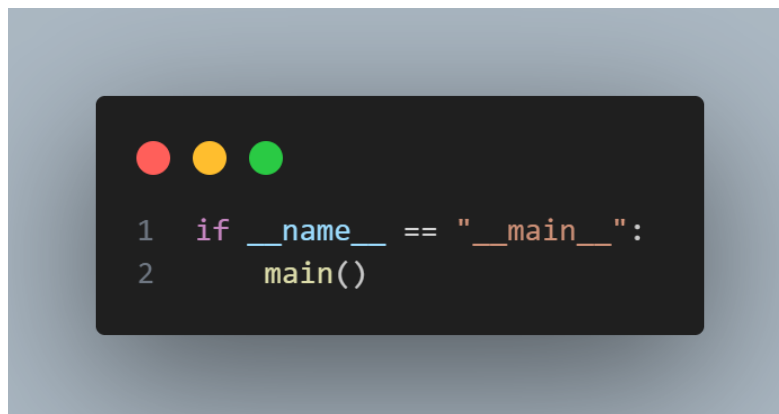 1 if __name__ == "__main__":
2     main()